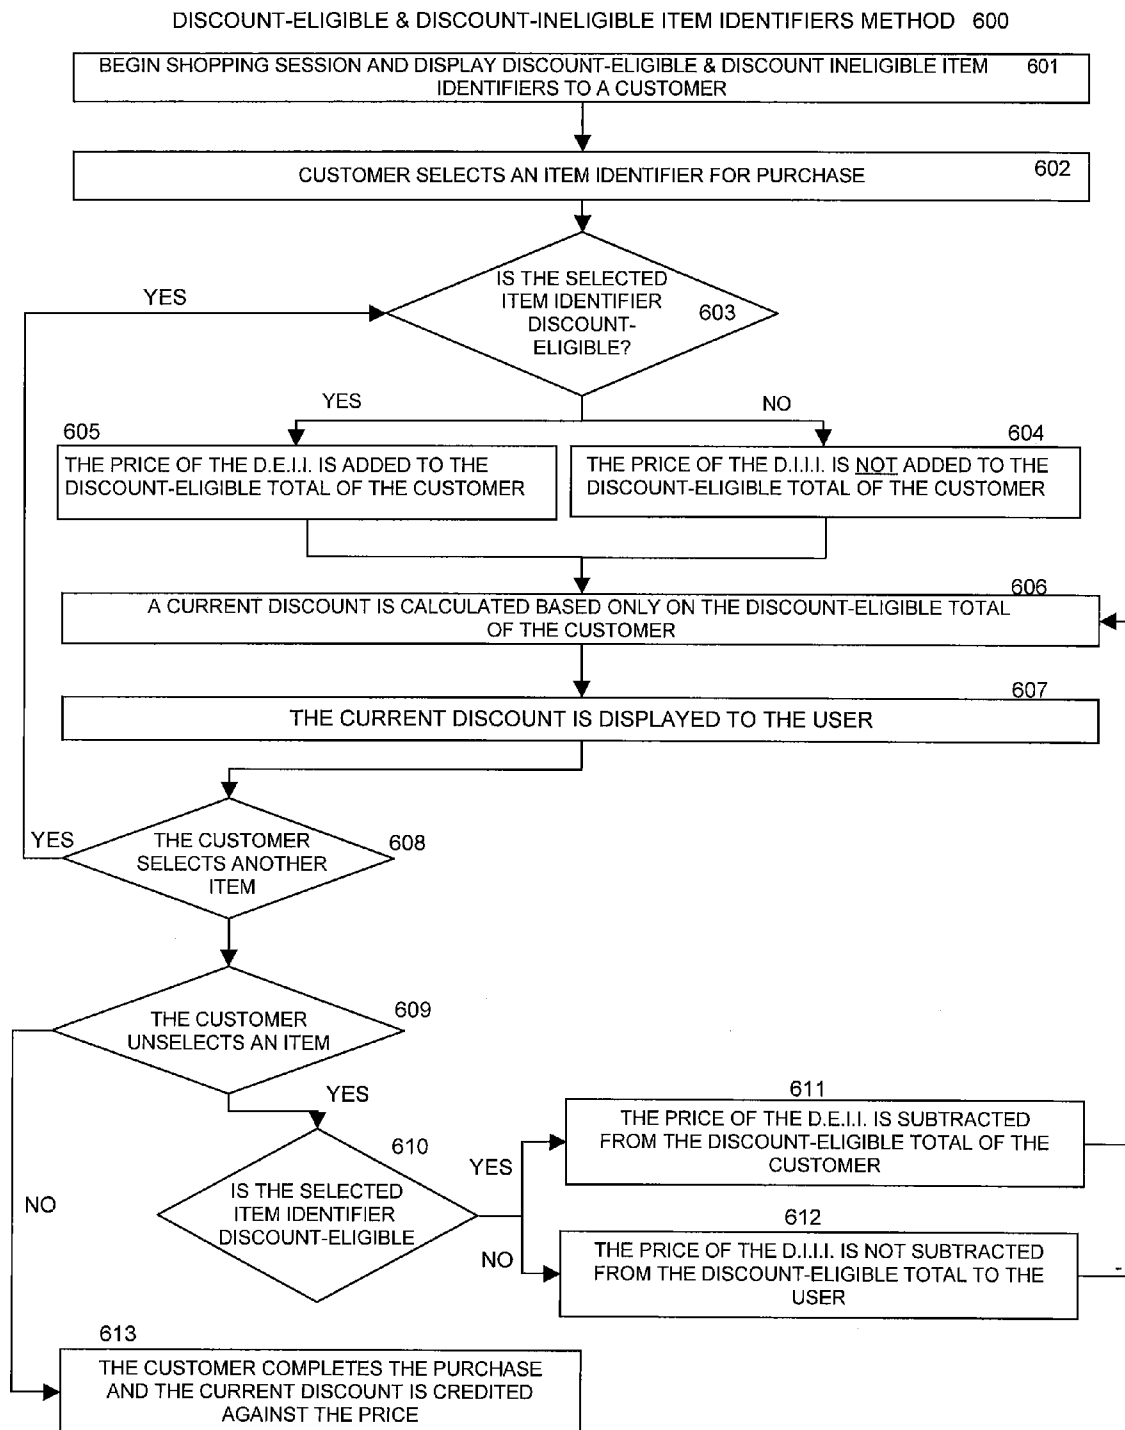 DISCOUNT-ELIGIBLE & DISCOUNT-INELIGIBLE ITEM IDENTIFIERS METHOD 600
BEGIN SHOPPING SESSION AND DISPLAY DISCOUNT-ELIGIBLE & DISCOUNT INELIGIBLE ITEM 601
IDENTIFIERS TO A CUSTOMER
CUSTOMER SELECTS AN ITEM IDENTIFIER FOR PURCHASE 602
IS THE SELECTED
ITEM IDENTIFIER
DISCOUNT-
ELIGIBLE?
603
YES
YES
NO
605
THE PRICE OF THE D.E.I.I. IS ADDED TO THE
DISCOUNT-ELIGIBLE TOTAL OF THE CUSTOMER
604
THE PRICE OF THE D.I.I.I. IS NOT ADDED TO THE
DISCOUNT-ELIGIBLE TOTAL OF THE CUSTOMER
606
A CURRENT DISCOUNT IS CALCULATED BASED ONLY ON THE DISCOUNT-ELIGIBLE TOTAL
OF THE CUSTOMER
607
THE CURRENT DISCOUNT IS DISPLAYED TO THE USER
YES
THE CUSTOMER
SELECTS ANOTHER
ITEM
608
THE CUSTOMER
UNSELECTS AN ITEM
609
YES
NO
610
IS THE SELECTED
ITEM IDENTIFIER
DISCOUNT-ELIGIBLE
YES
NO
611
THE PRICE OF THE D.E.I.I. IS SUBTRACTED
FROM THE DISCOUNT-ELIGIBLE TOTAL OF THE
CUSTOMER
612
THE PRICE OF THE D.I.I.I. IS NOT SUBTRACTED
FROM THE DISCOUNT-ELIGIBLE TOTAL TO THE
USER
613
THE CUSTOMER COMPLETES THE PURCHASE
AND THE CURRENT DISCOUNT IS CREDITED
AGAINST THE PRICE